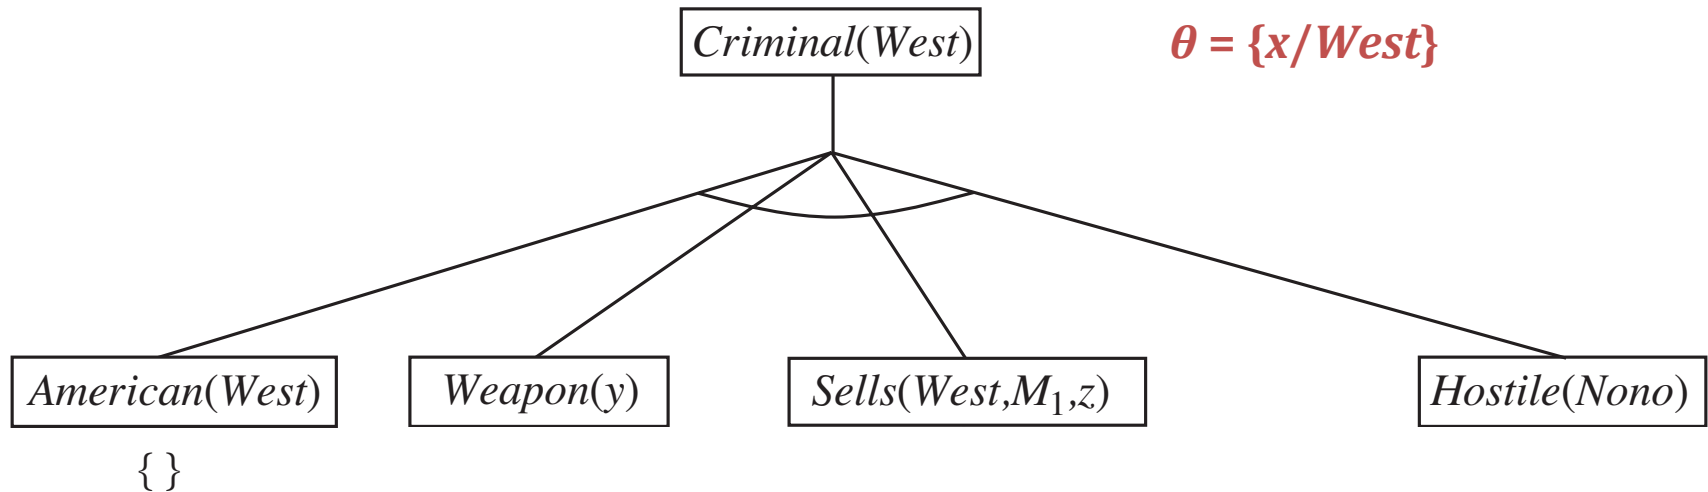 Criminal(West)
θ = {x/West}
American(West)
Weapon(y)
Sells(West,M₁,z)
Hostile(Nono)
{ }